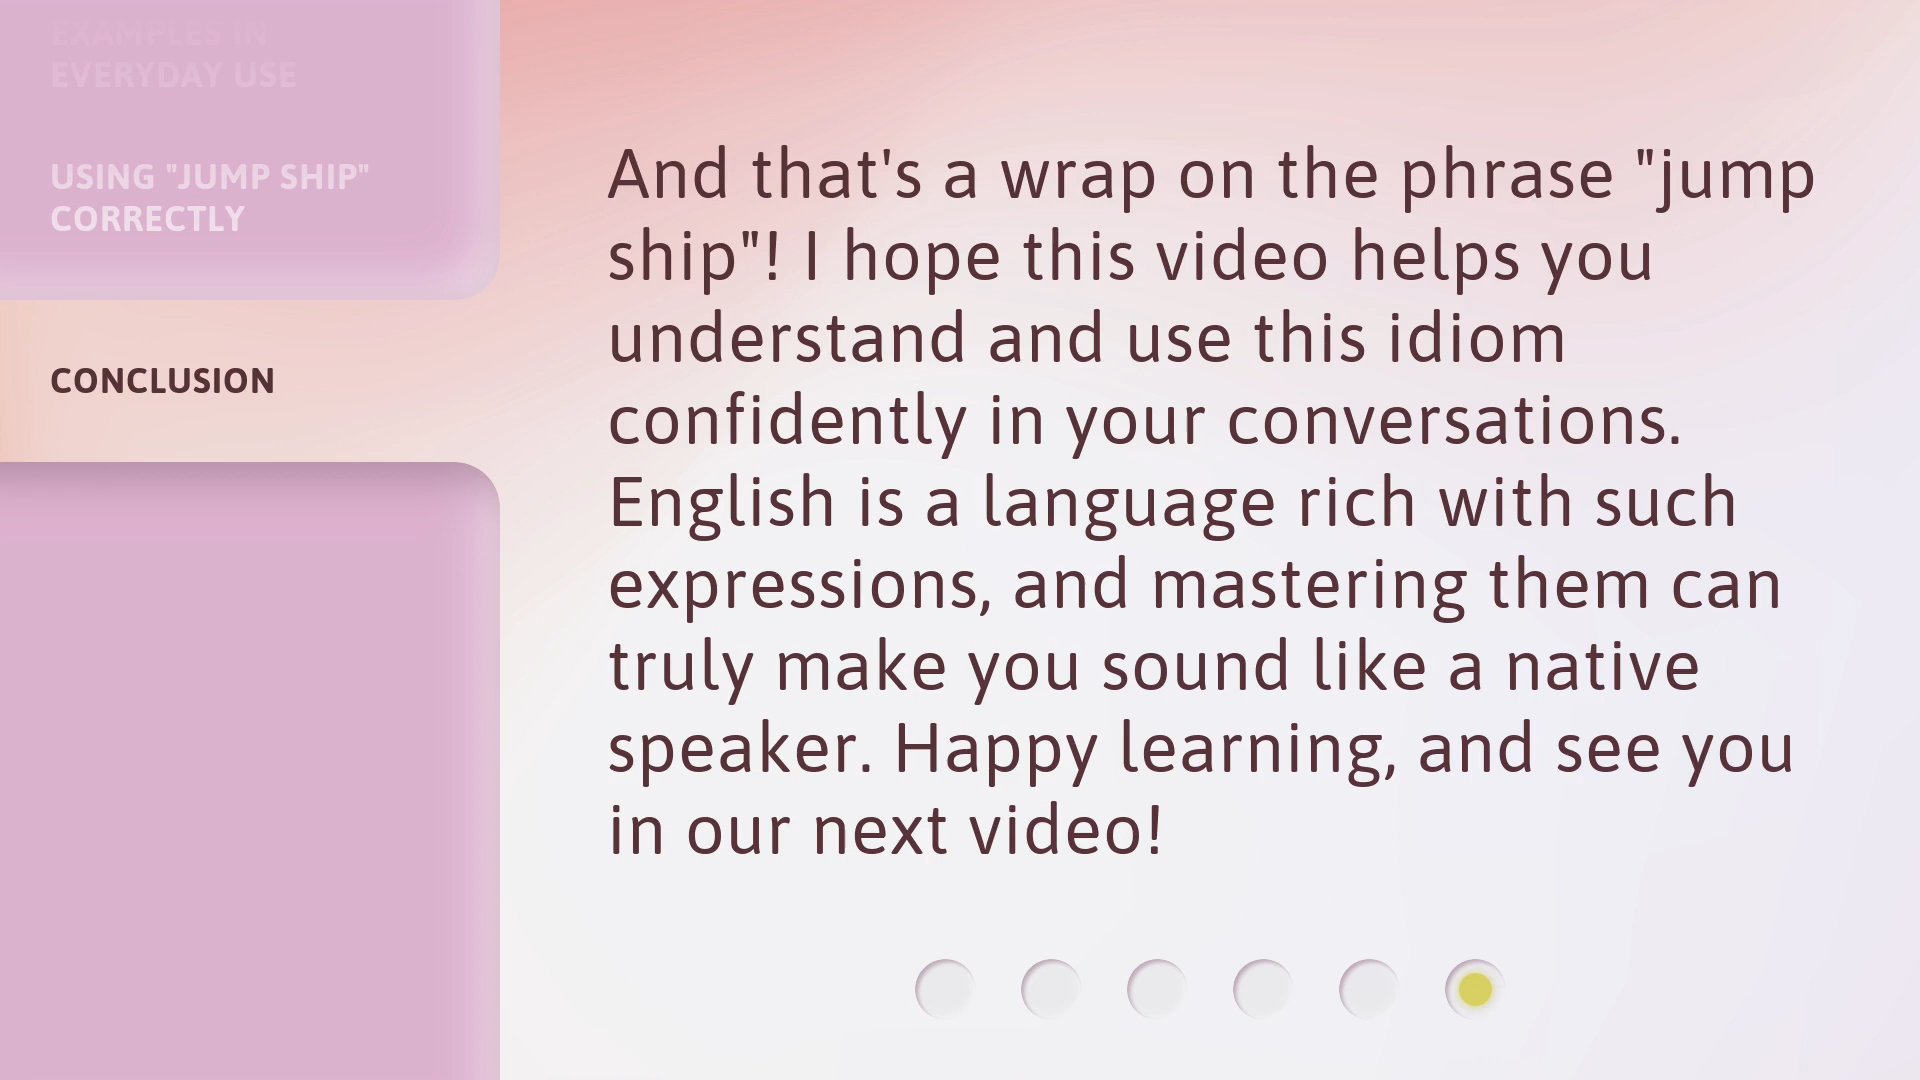 EXAMPLES IN
EVERYDAY USE
USING "JUMP SHIP"
CORRECTLY
CONCLUSION
And that's a wrap on the phrase "jump
ship"! I hope this video helps you
understand and use this idiom
confidently in your conversations.
English is a language rich with such
expressions, and mastering them can
truly make you sound like a native
speaker. Happy learning, and see you
in our next video!